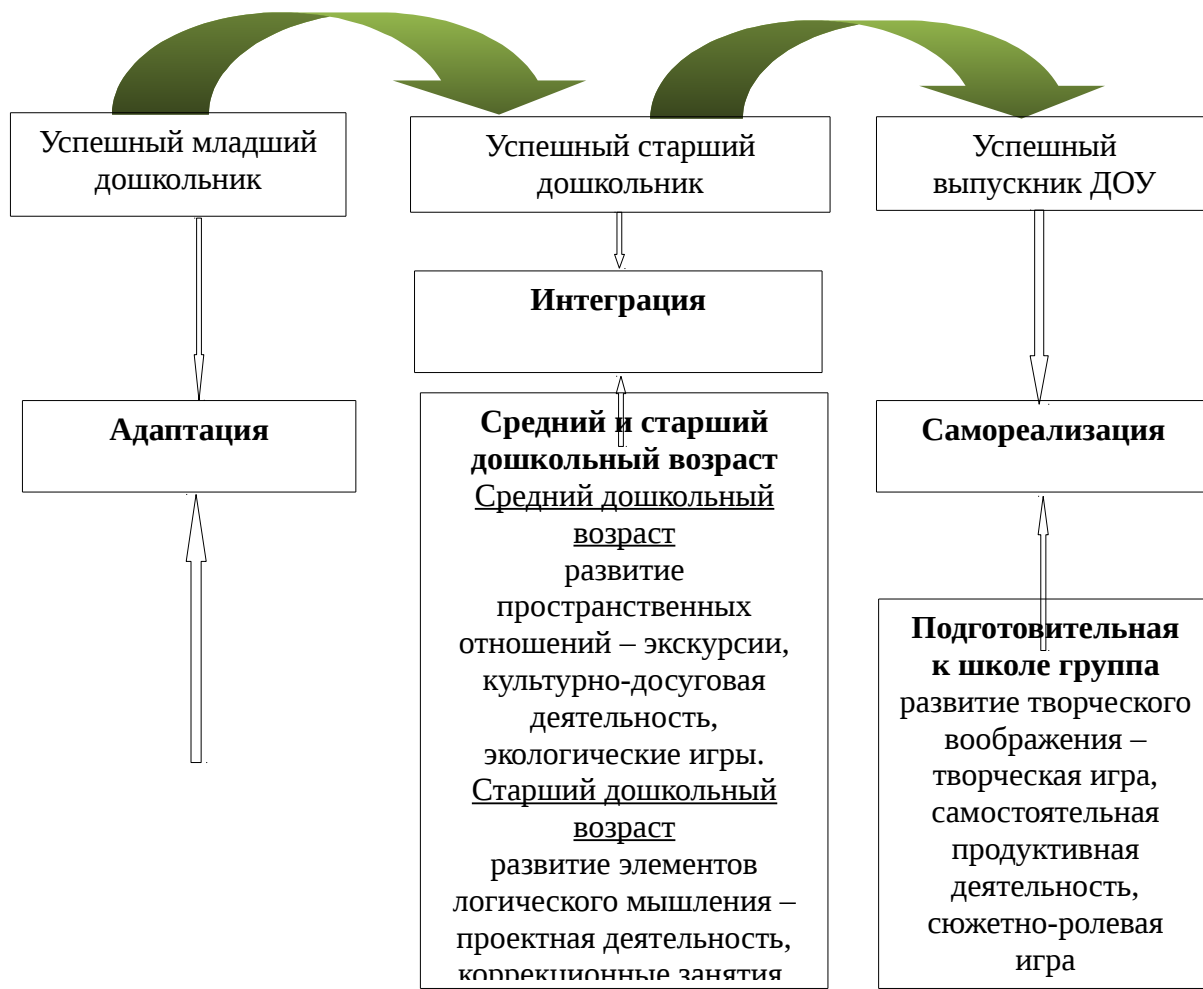 Успешный младший
дошкольник
Успешный старший
дошкольник
Успешный
выпускник ДОУ
Интеграция
Адаптация
Самореализация
Средний и старший
дошкольный возраст
Средний дошкольный
возраст
развитие
пространственных
отношений – экскурсии,
культурно-досуговая
деятельность,
экологические игры.
Старший дошкольный
возраст
развитие элементов
логического мышления –
проектная деятельность,
коррекционные занятия
Подготовительная
к школе группа
развитие творческого
воображения –
творческая игра,
самостоятельная
продуктивная
деятельность,
сюжетно-ролевая
игра